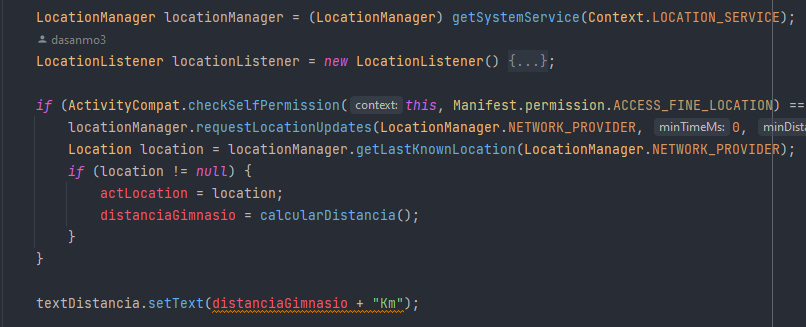 LocationManager locationManager = (LocationManager) getSystemService(Context.LOCATION_SERVICE);
dasanmo3
LocationListener locationListener = new LocationListener() {...};
if (ActivityCompat.checkSelfPermission( context: this, Manifest.permission.ACCESS_FINE_LOCATION) ==
locationManager.requestLocationUpdates(LocationManager.NETWORK_PROVIDER, minTimeMs: 0, minDista
Location location = locationManager.getLastKnownLocation(LocationManager.NETWORK_PROVIDER);
if (location != null) {
actLocation = location;
distanciaGimnasio = calcularDistancia();
}
}
textDistancia.setText(distanciaGimnasio + "Km");